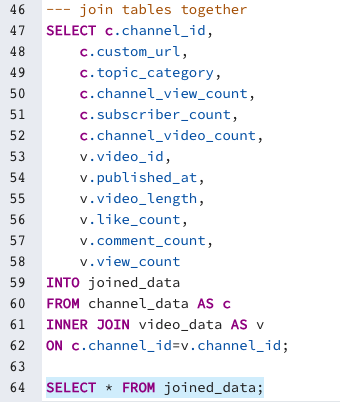 46 --- join tables together
47 SELECT c.channel_id,
48     c.custom_url,
49     c.topic_category,
50     c.channel_view_count,
51     c.subscriber_count,
52     c.channel_video_count,
53     v.video_id,
54     v.published_at,
55     v.video_length,
56     v.like_count,
57     v.comment_count,
58     v.view_count
59 INTO joined_data
60 FROM channel_data AS c
61 INNER JOIN video_data AS v
62 ON c.channel_id=v.channel_id;
63
64 SELECT * FROM joined_data;